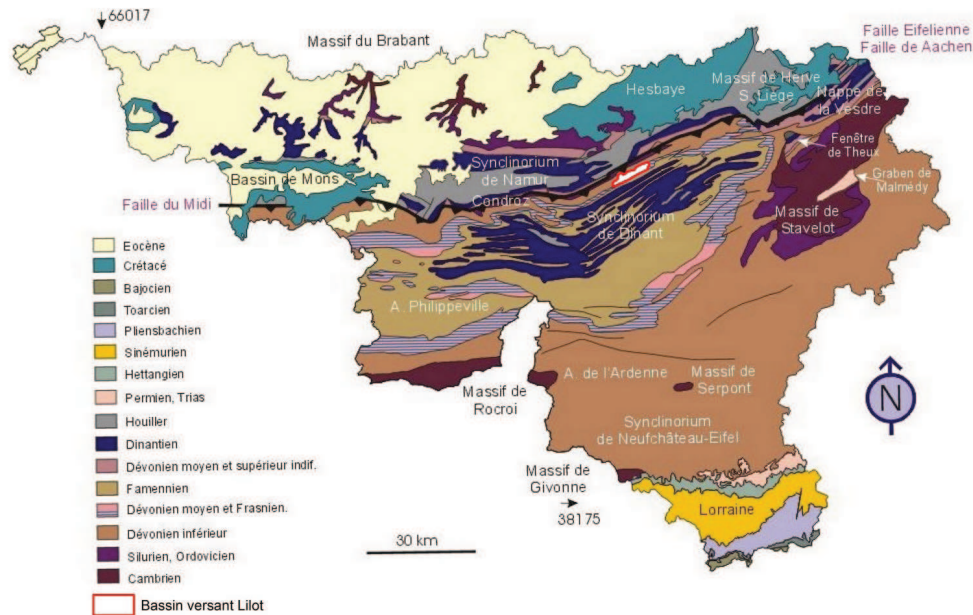 66017
Massif du Brabant
Faille Eifelienne
Faille de Aachen
Hesbaye
Massif de Herve
S. Liège
Nappe de
la Vesdre
Fenêtre
de Theux
Graben de
Malmédy
Massif de
Stavelot
Synclinorium
de Namur
Condroz
Bassin de Mons
Faille du Midi
Synclinorium
de Dinant
A. Philippeville
Massif de
Rocroi
A. de l'Ardenne
Massif de
Serpont
Synclinorium
de Neufchâteau-Eifel
Massif de
Givonne
38175
Lorraine
N
30 km
Eocène
Crétacé
Bajocien
Toarcien
Pliensbachien
Sinémurien
Hettangien
Permien, Trias
Houiller
Dinantien
Dévonien moyen et supérieur indif.
Famennien
Dévonien moyen et Frasnien.
Dévonien inférieur
Silurien, Ordovicien
Cambrien
Bassin versant Lilot